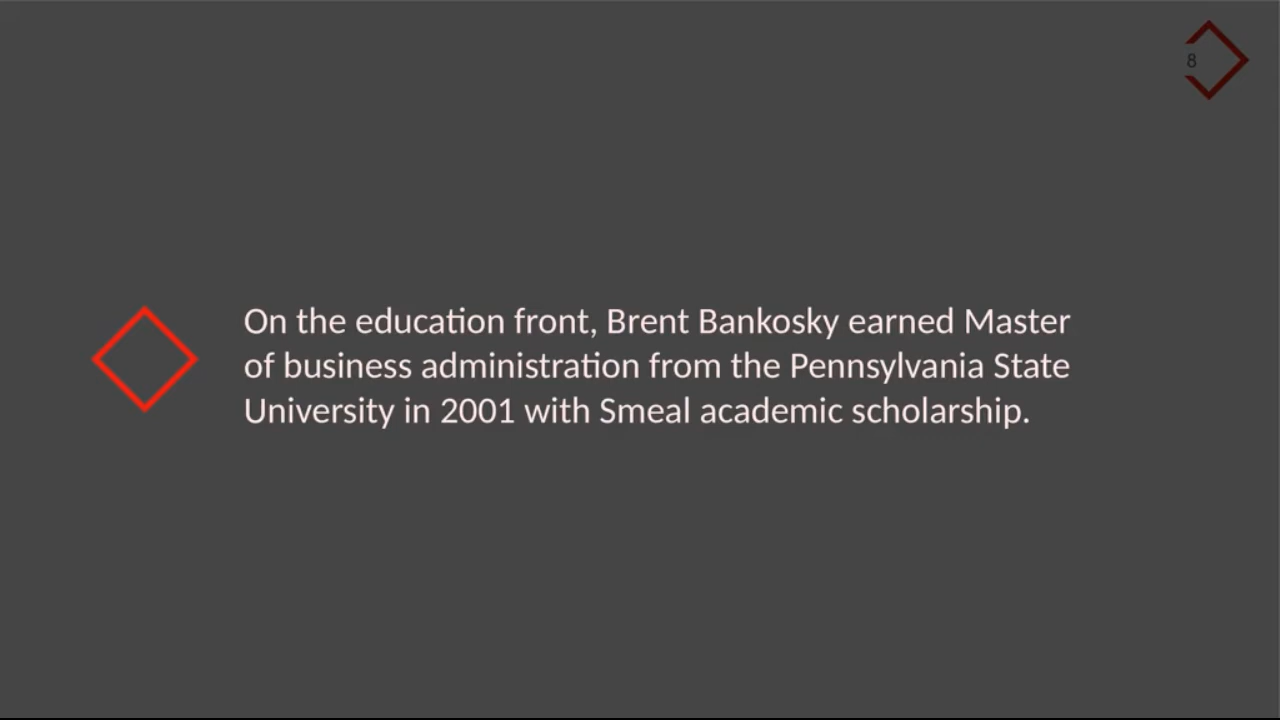 8
On the education front, Brent Bankosky earned Master
of business administration from the Pennsylvania State
University in 2001 with Smeal academic scholarship.